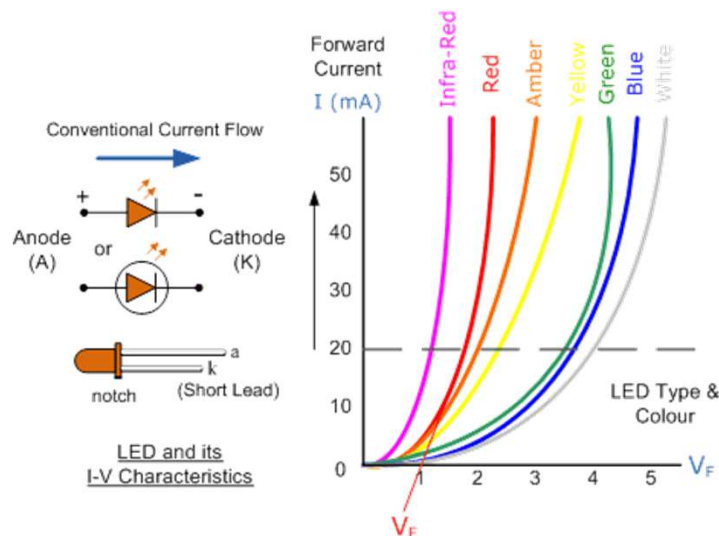 Conventional Current Flow
+
-
Anode
(A)
or
Cathode
(K)
a
k
notch
(Short Lead)
LED and its
I-V Characteristics
Forward
Current
I (mA)
Infra-Red
Red
Amber
Yellow
Green
Blue
White
50
40
30
20
10
0
1
2
3
4
5
V_F
LED Type &
Colour
V_F